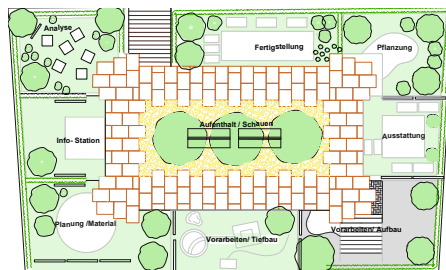 Analyse
Fertigstellung
Pflanzung
Aufenthalt / Schauen
Info- Station
Ausstattung
Planung /Material
Vorarbeiten/ Tiefbau
Vorarbeiten/ Aufbau